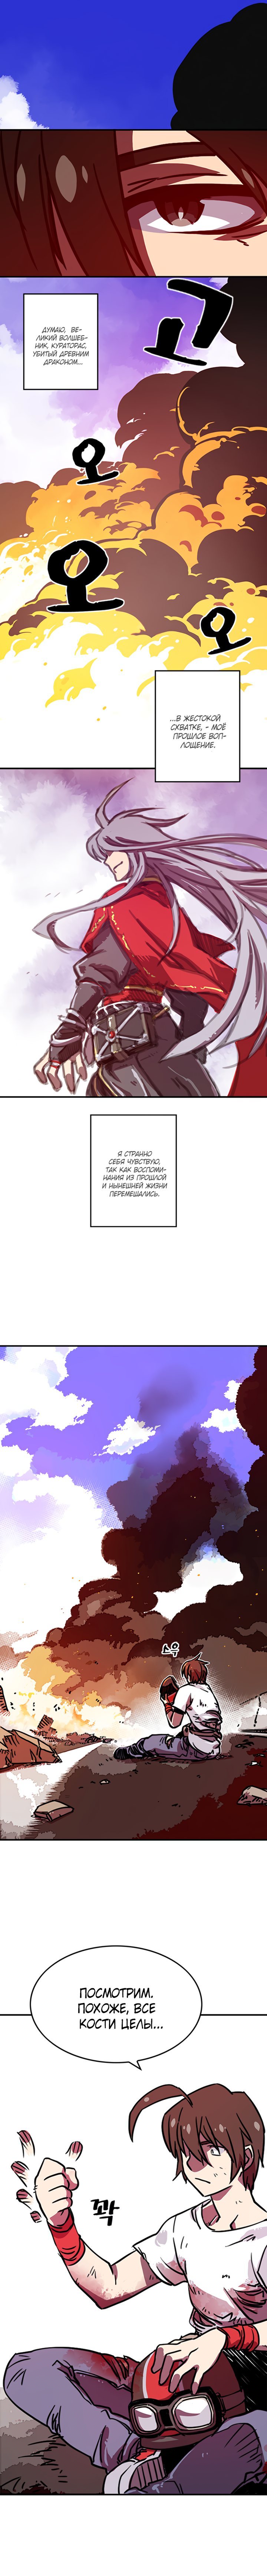 고
ДУМАЮ, ВЕ-
ЛИКИЙ ВОЛШЕБ-
НИК, КУРАТОРАС,
УБИТЫЙ ДРЕВНИМ
ДРАКОНОМ...
오
오
오
...В ЖЕСТОКОЙ
СХВАТКЕ, - МОЁ
ПРОШЛОЕ ВОП-
ЛОЩЕНИЕ.
Я СТРАННО
СЕБЯ ЧУВСТВУЮ,
ТАК КАК ВОСПОМИ-
НАНИЯ ИЗ ПРОШЛОЙ
И НЫНЕШНЕЙ ЖИЗНИ
ПЕРЕМЕШАЛИСЬ.
스윽
ПОСМОТРИМ.
ПОХОЖЕ, ВСЕ
КОСТИ ЦЕЛЫ...
꽉